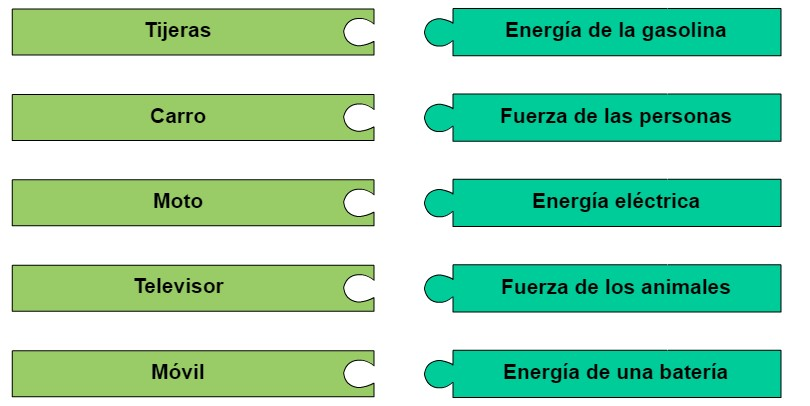 Tijeras
Energía de la gasolina
Carro
Fuerza de las personas
Moto
Energía eléctrica
Televisor
Fuerza de los animales
Móvil
Energía de una batería